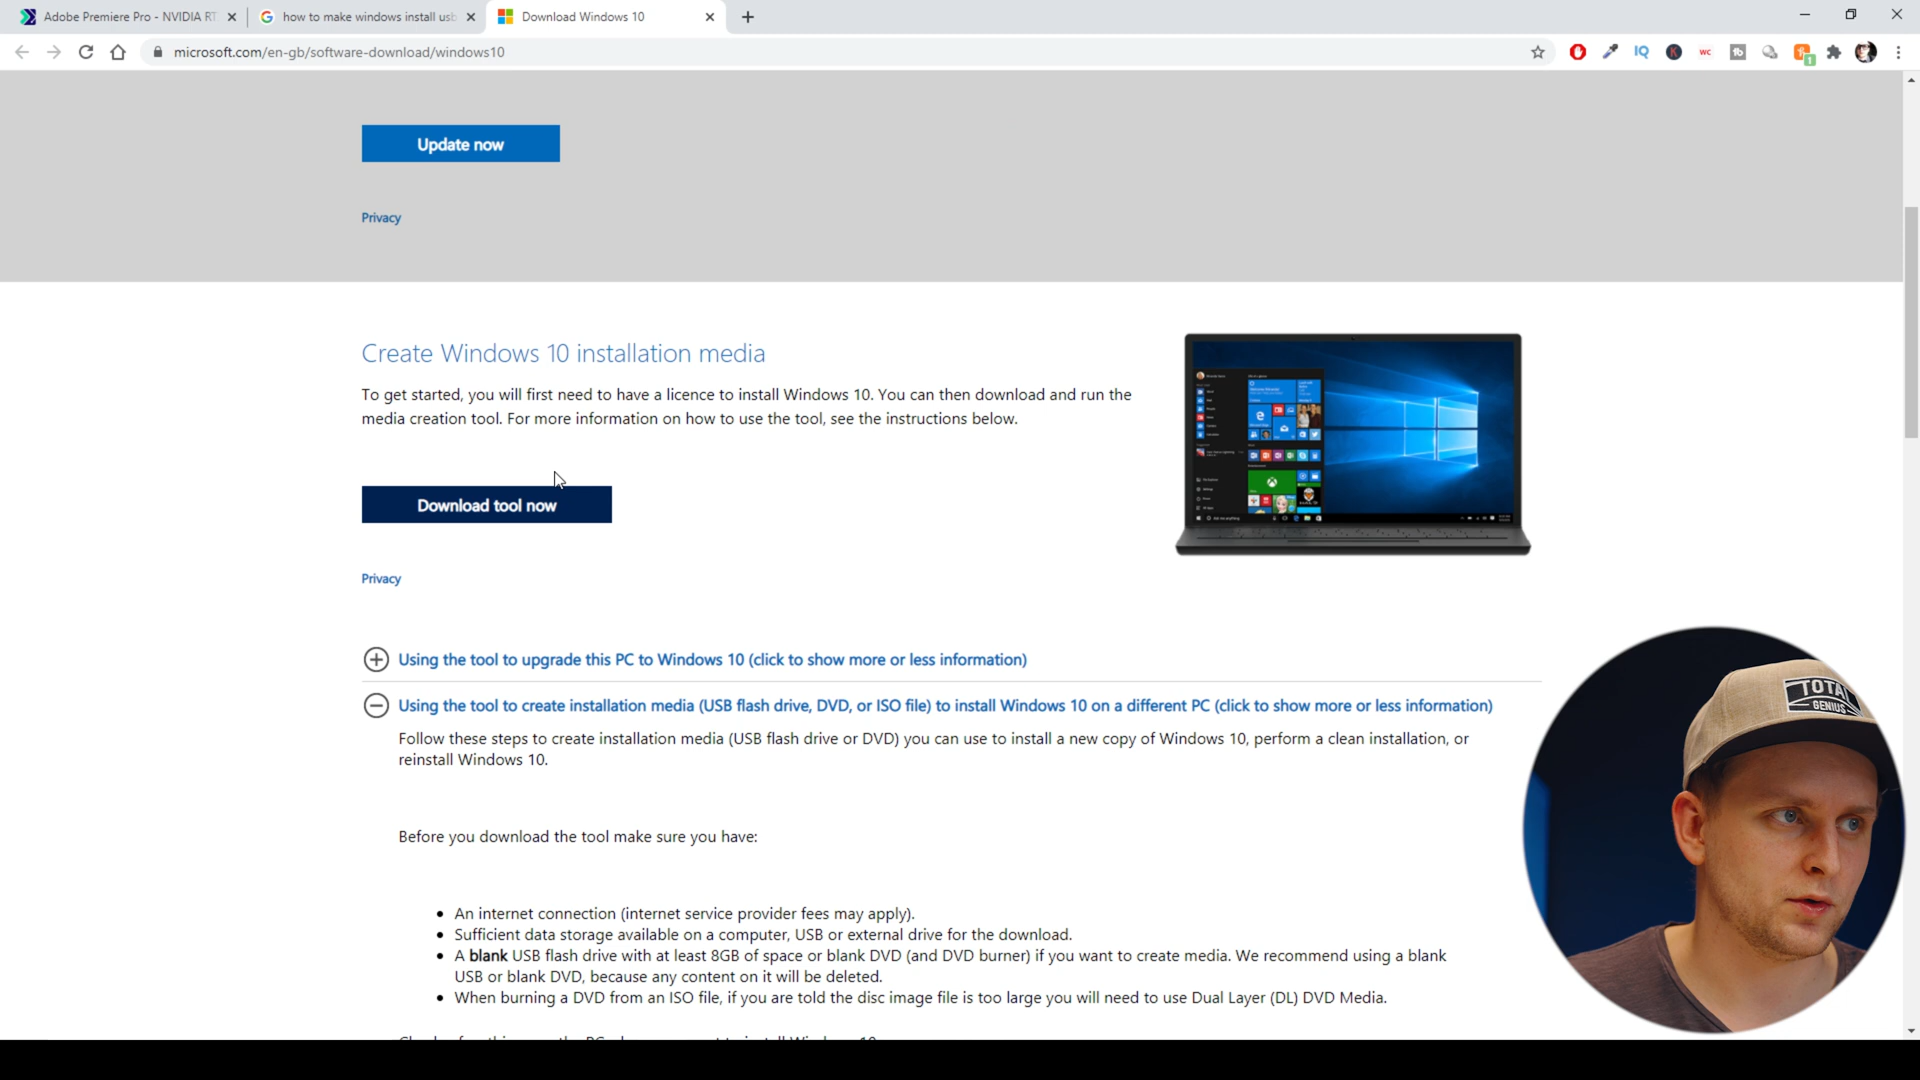 Adobe Premiere Pro - NVIDIA RT
how to make windows install usb
Download Windows 10
microsoft.com/en-gb/software-download/windows10
IQ
K
WC
1
Update now
Privacy
Create Windows 10 installation media
To get started, you will first need to have a licence to install Windows 10. You can then download and run the
media creation tool. For more information on how to use the tool, see the instructions below.
Download tool now
Privacy
Using the tool to upgrade this PC to Windows 10 (click to show more or less information)
Using the tool to create installation media (USB flash drive, DVD, or ISO file) to install Windows 10 on a different PC (click to show more or less information)
Follow these steps to create installation media (USB flash drive or DVD) you can use to install a new copy of Windows 10, perform a clean installation, or
reinstall Windows 10.
Before you download the tool make sure you have:
An internet connection (internet service provider fees may apply).
Sufficient data storage available on a computer, USB or external drive for the download.
A blank USB flash drive with at least 8GB of space or blank DVD (and DVD burner) if you want to create media. We recommend using a blank
USB or blank DVD, because any content on it will be deleted.
When burning a DVD from an ISO file, if you are told the disc image file is too large you will need to use Dual Layer (DL) DVD Media.
TOTAL
GENIUS